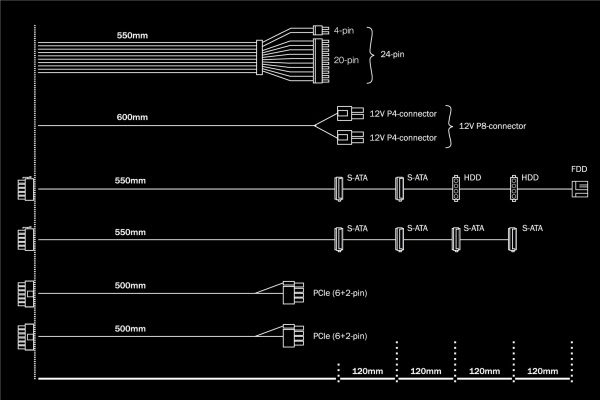 550mm
4-pin
20-pin
24-pin
600mm
12V P4-connector
12V P4-connector
12V P8-connector
550mm
S-ATA
S-ATA
HDD
HDD
FDD
550mm
S-ATA
S-ATA
S-ATA
S-ATA
500mm
PCIe (6+2-pin)
500mm
PCIe (6+2-pin)
120mm
120mm
120mm
120mm